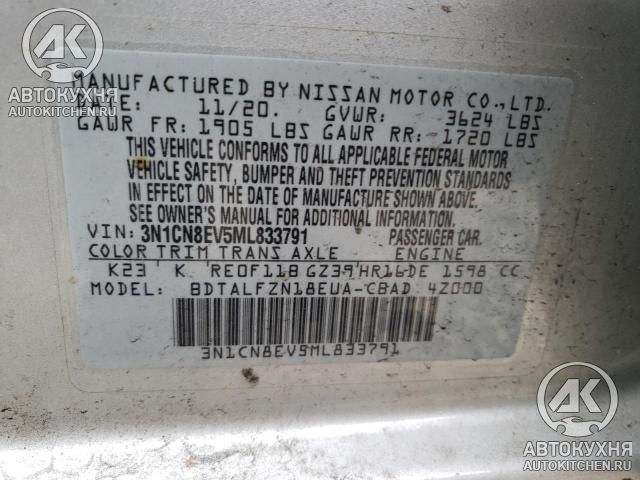 AK
АВТОКУХНЯ
AUTOKITCHEN.RU
MANUFACTURED BY NISSAN MOTOR CO., LTD.
DATE: 11/20. GVWR: 3624 LBS
GAWR FR: 1905 LBS GAWR RR: 1720 LBS
THIS VEHICLE CONFORMS TO ALL APPLICABLE FEDERAL MOTOR
VEHICLE SAFETY, BUMPER AND THEFT PREVENTION STANDARDS
IN EFFECT ON THE DATE OF MANUFACTURE SHOWN ABOVE.
SEE OWNER'S MANUAL FOR ADDITIONAL INFORMATION.
VIN: 3N1CN8EV5ML833791 PASSENGER CAR.
COLOR TRIM TRANS AXLE ENGINE
K23 K RE0F11B GZ39 HR16DE 1598 CC
MODEL: BDTALFZN18EUA-CBAD 4Z000
3N1CN8EV5ML833791
AK
АВТОКУХНЯ
AUTOKITCHEN.RU